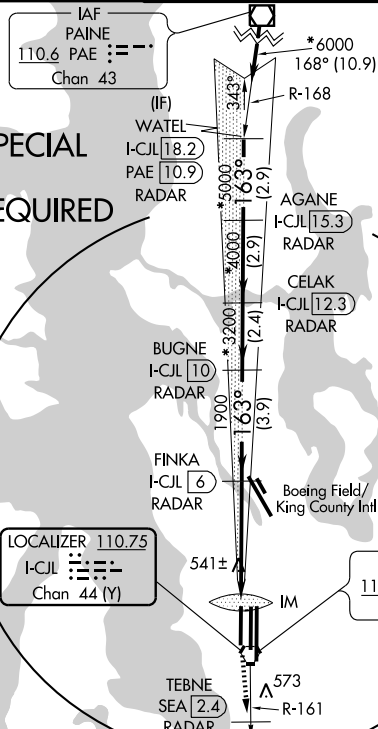 IAF
PAINE
110.6 PAE
Chan 43
*6000
168° (10.9)
343°
R-168
(IF)
WATEL
I-CJL 18.2
PAE 10.9
RADAR
PECIAL
EQUIRED
*5000
163°
(2.9)
AGANE
I-CJL 15.3
RADAR
*4000
(2.9)
CELAK
I-CJL 12.3
RADAR
*3200
(2.4)
BUGNE
I-CJL 10
RADAR
1900
163°
(3.9)
FINKA
I-CJL 6
RADAR
Boeing Field/
King County Intl
LOCALIZER 110.75
I-CJL
Chan 44 (Y)
541±
IM
11
TEBNE
SEA 2.4
RADAR
573
R-161